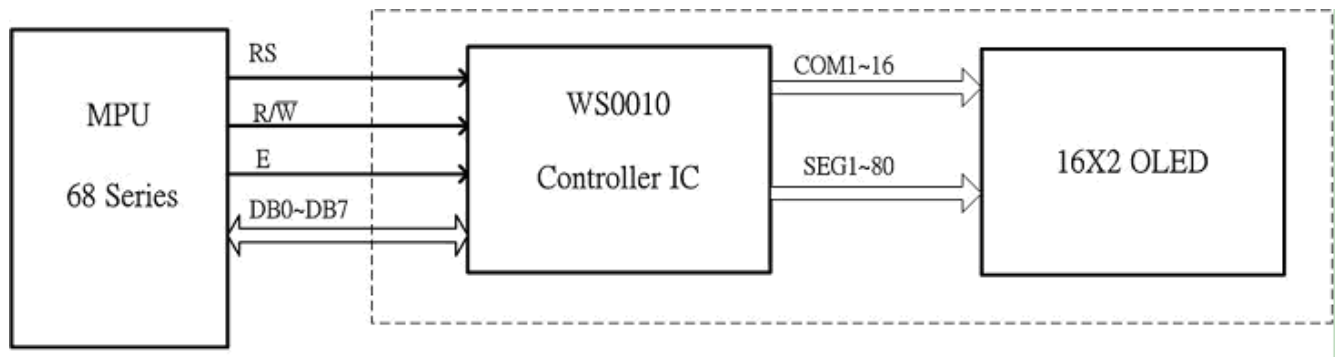 MPU
68 Series
RS
R/W̅
E
DB0~DB7
WS0010
Controller IC
COM1~16
SEG1~80
16X2 OLED